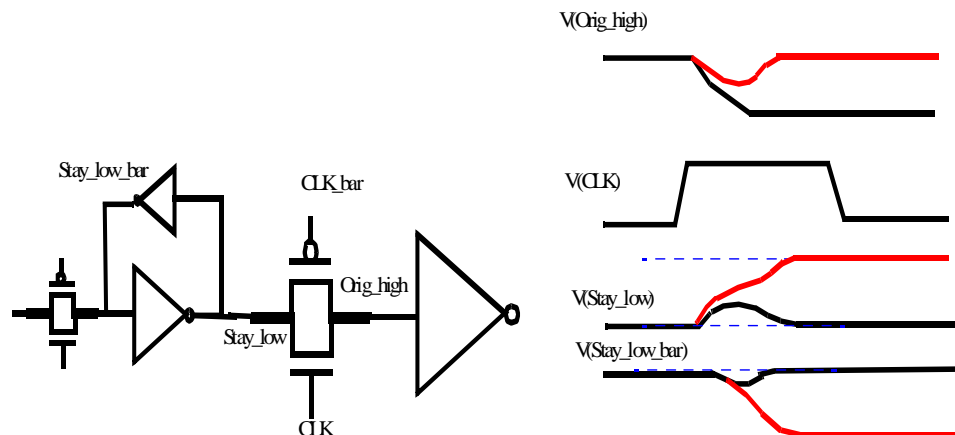 V(Orig_high)
Stay_low_bar
CLK_bar
V(CLK)
Orig_high
V(Stay_low)
Stay_low
V(Stay_low_bar)
CLK